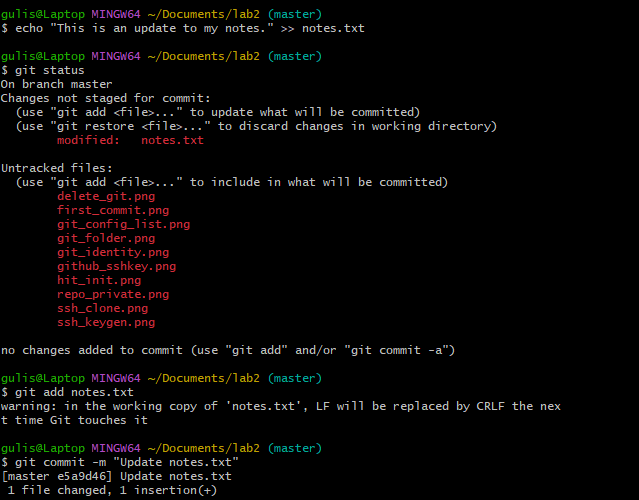 gulis@Laptop MINGW64 ~/Documents/lab2 (master)
$ echo "This is an update to my notes." >> notes.txt

gulis@Laptop MINGW64 ~/Documents/lab2 (master)
$ git status
On branch master
Changes not staged for commit:
  (use "git add <file>..." to update what will be committed)
  (use "git restore <file>..." to discard changes in working directory)
        modified:   notes.txt

Untracked files:
  (use "git add <file>..." to include in what will be committed)
        delete_git.png
        first_commit.png
        git_config_list.png
        git_folder.png
        git_identity.png
        github_sshkey.png
        hit_init.png
        repo_private.png
        ssh_clone.png
        ssh_keygen.png

no changes added to commit (use "git add" and/or "git commit -a")

gulis@Laptop MINGW64 ~/Documents/lab2 (master)
$ git add notes.txt
warning: in the working copy of 'notes.txt', LF will be replaced by CRLF the nex
t time Git touches it

gulis@Laptop MINGW64 ~/Documents/lab2 (master)
$ git commit -m "Update notes.txt"
[master e5a9d46] Update notes.txt
 1 file changed, 1 insertion(+)